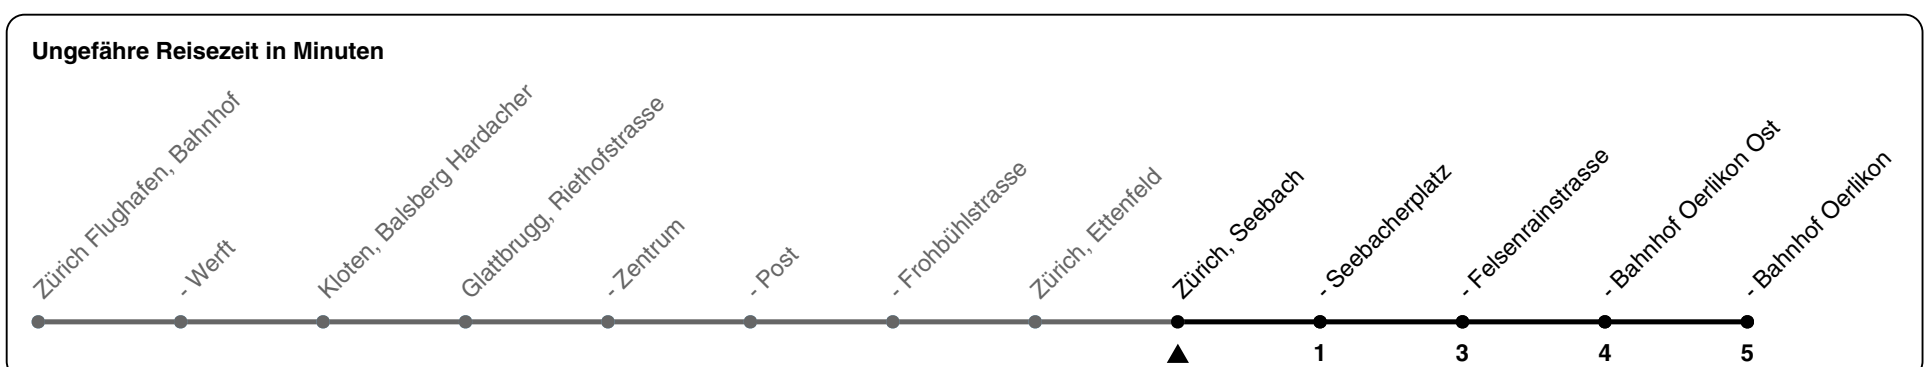 Ungefähre Reisezeit in Minuten
Zürich Flughafen, Bahnhof
- Werft
Kloten, Balsberg Hardacher
Glattbrugg, Riethofstrasse
- Zentrum
- Post
- Frohbühlstrasse
Zürich, Ettenfeld
Zürich, Seebach
- Seebacherplatz
- Felsenrainstrasse
- Bahnhof Oerlikon Ost
- Bahnhof Oerlikon
1 3 4 5